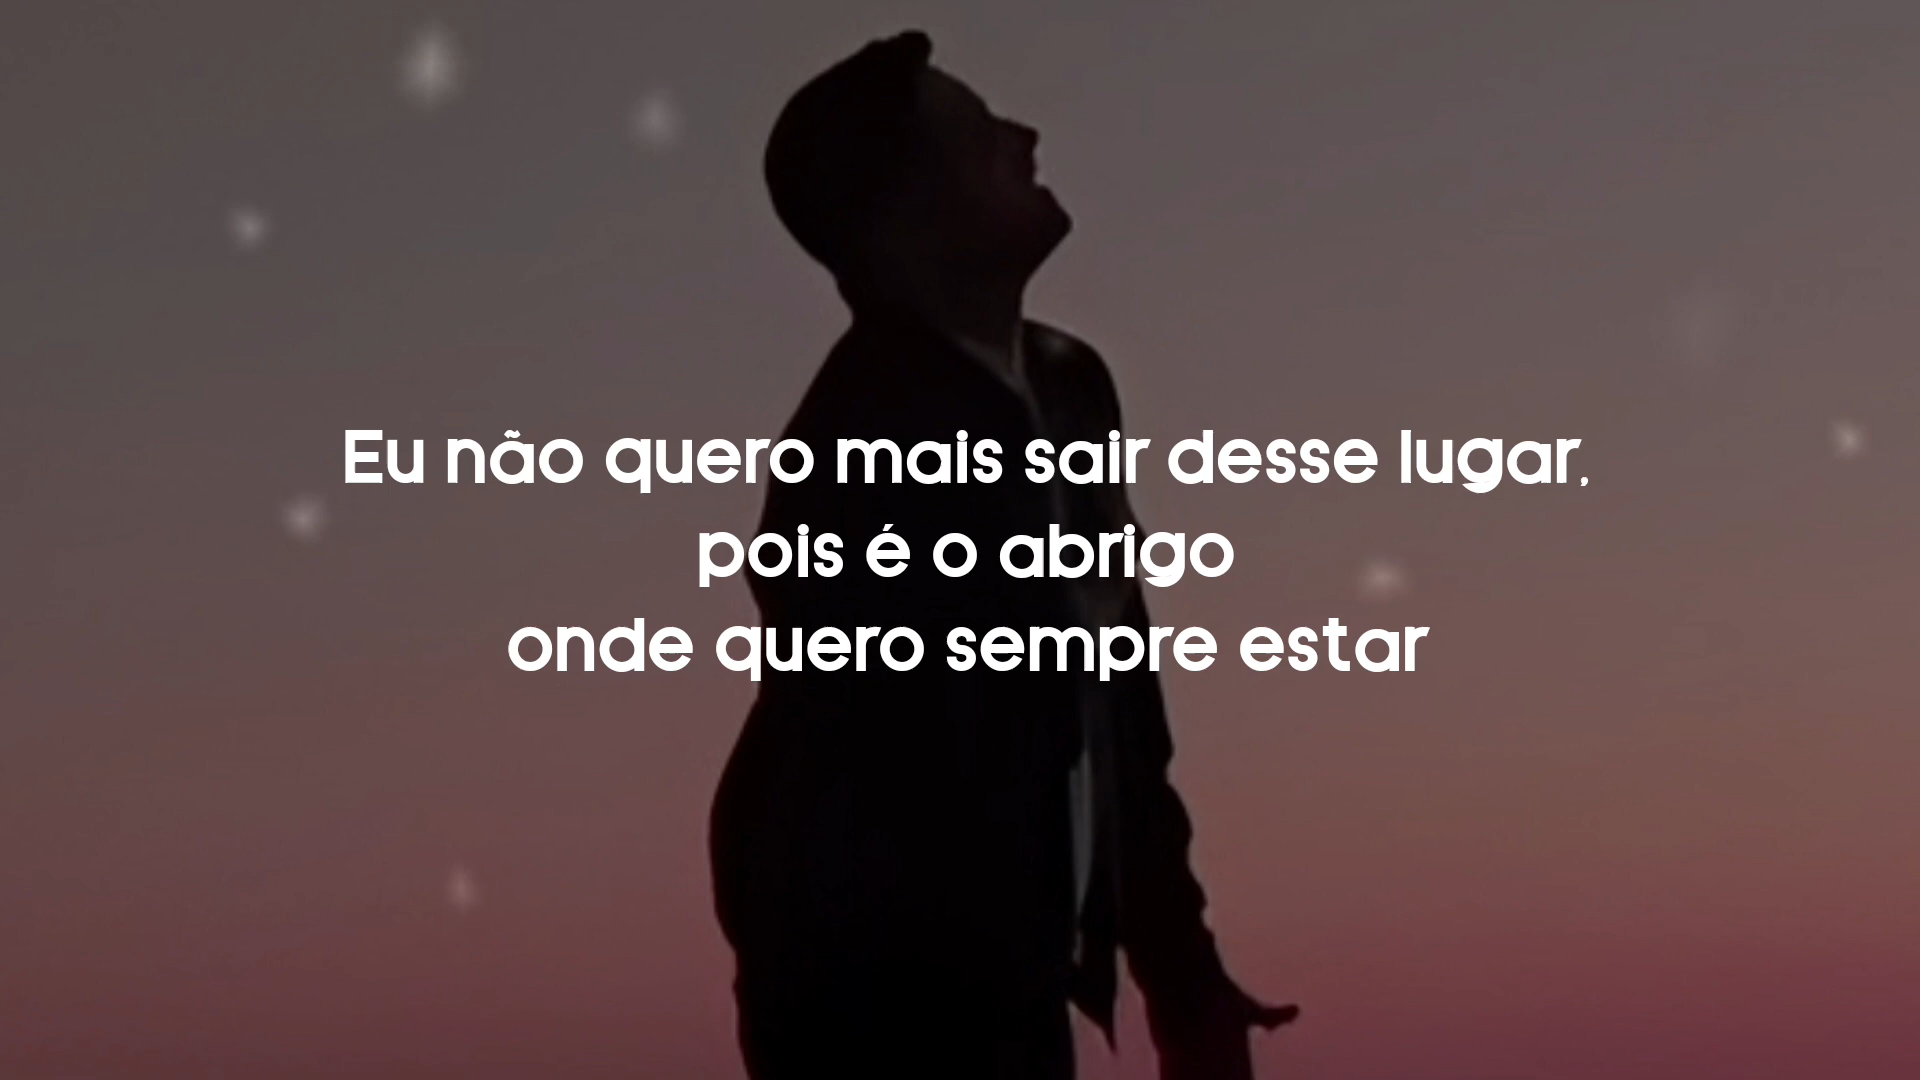 Eu não quero mais sair desse lugar,
pois é o abrigo
onde quero sempre estar